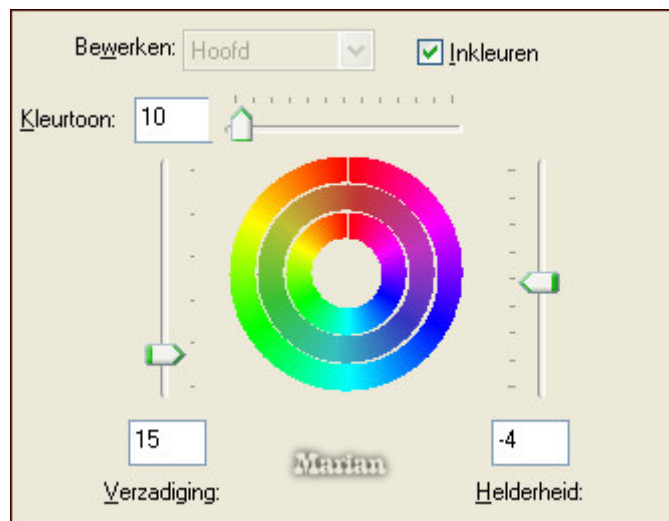 Bewerken: Hoofd Inkleuren
Kleurtoon: 10
15 -4
Marian
Verzadiging: Helderheid: